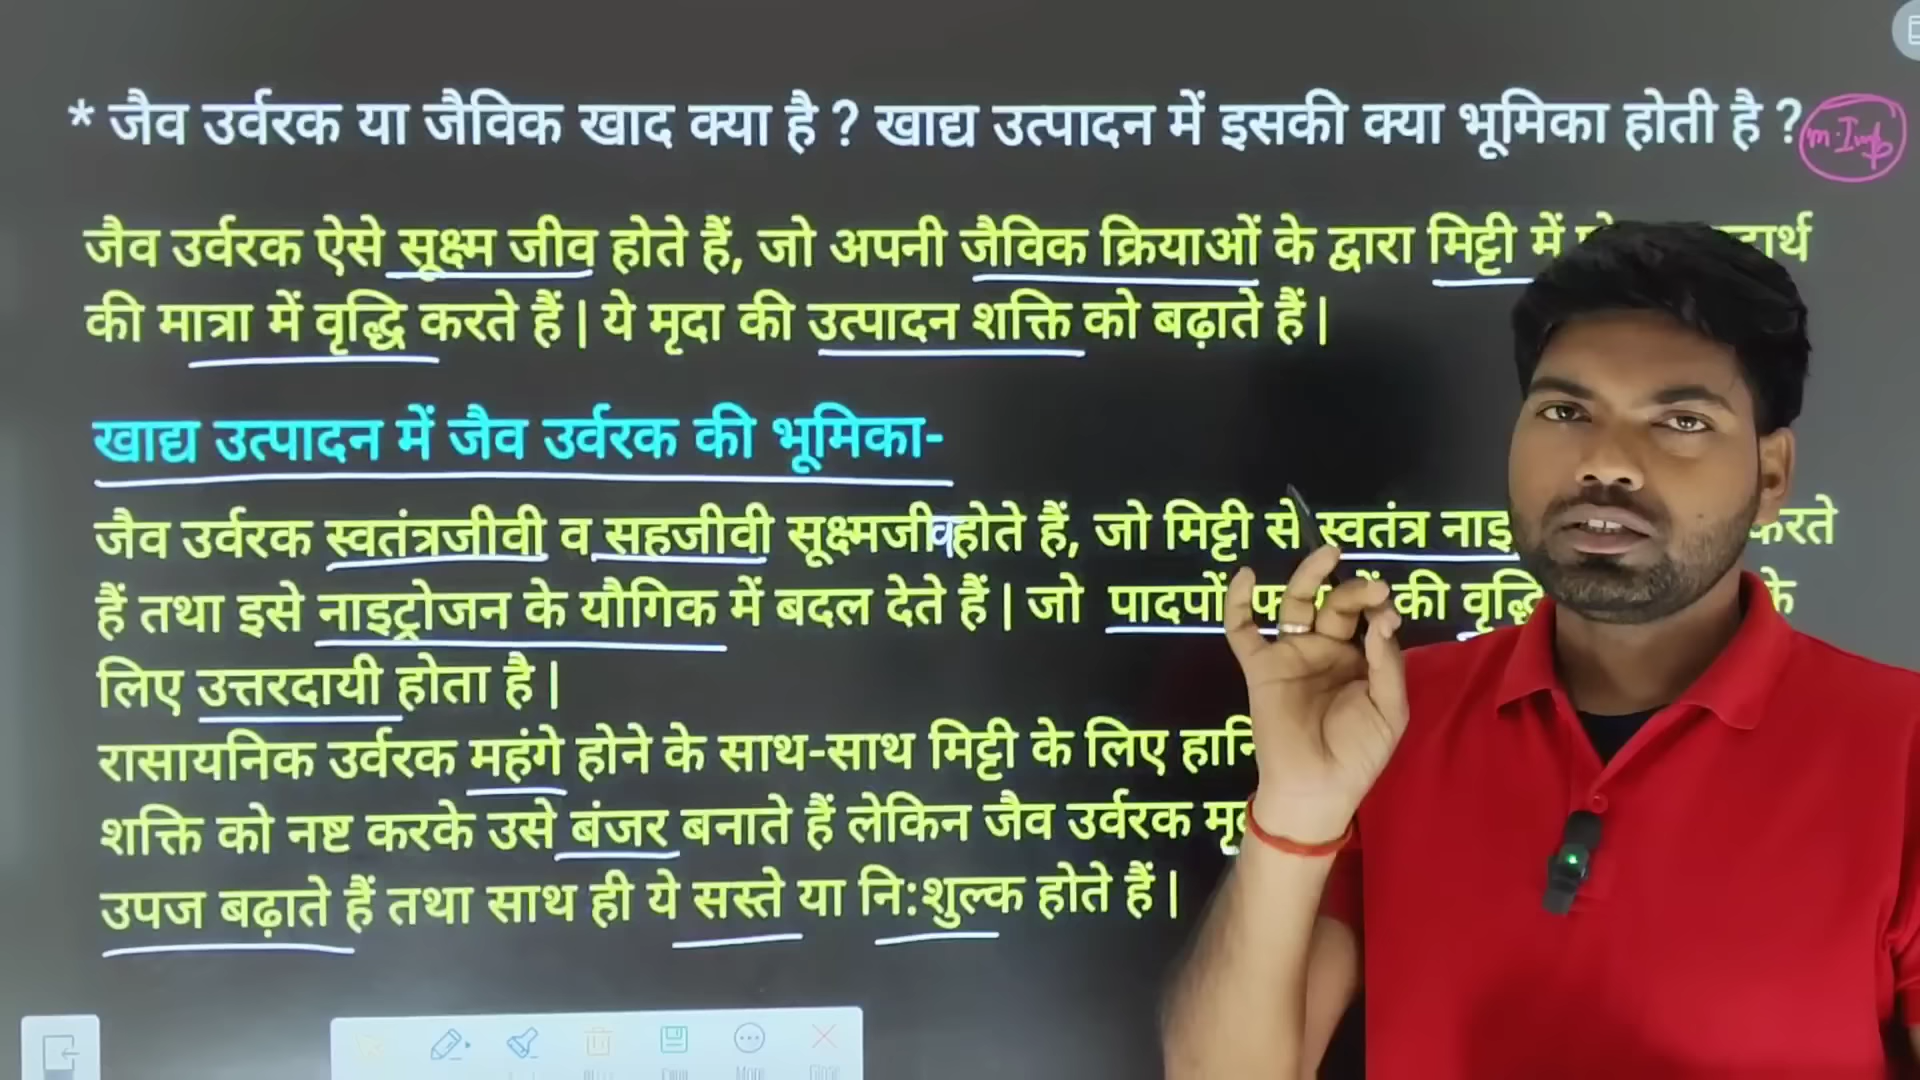 * जैव उर्वरक या जैविक खाद क्या है ? खाद्य उत्पादन में इसकी क्या भूमिका होती है ?
m. Imp
जैव उर्वरक ऐसे सूक्ष्म जीव होते हैं, जो अपनी जैविक क्रियाओं के द्वारा मिट्टी में
की मात्रा में वृद्धि करते हैं | ये मृदा की उत्पादन शक्ति को बढ़ाते हैं |
खाद्य उत्पादन में जैव उर्वरक की भूमिका-
जैव उर्वरक स्वतंत्रजीवी व सहजीवी सूक्ष्मजीव होते हैं, जो मिट्टी से स्वतंत्र करते
हैं तथा इसे नाइट्रोजन के यौगिक में बदल देते हैं | जो पादपों की वृद्धि के
लिए उत्तरदायी होता है |
रासायनिक उर्वरक महंगे होने के साथ-साथ मिट्टी के लिए
शक्ति को नष्ट करके उसे बंजर बनाते हैं लेकिन जैव उर्वरक
उपज बढ़ाते हैं तथा साथ ही ये सस्ते या नि:शुल्क होते हैं |